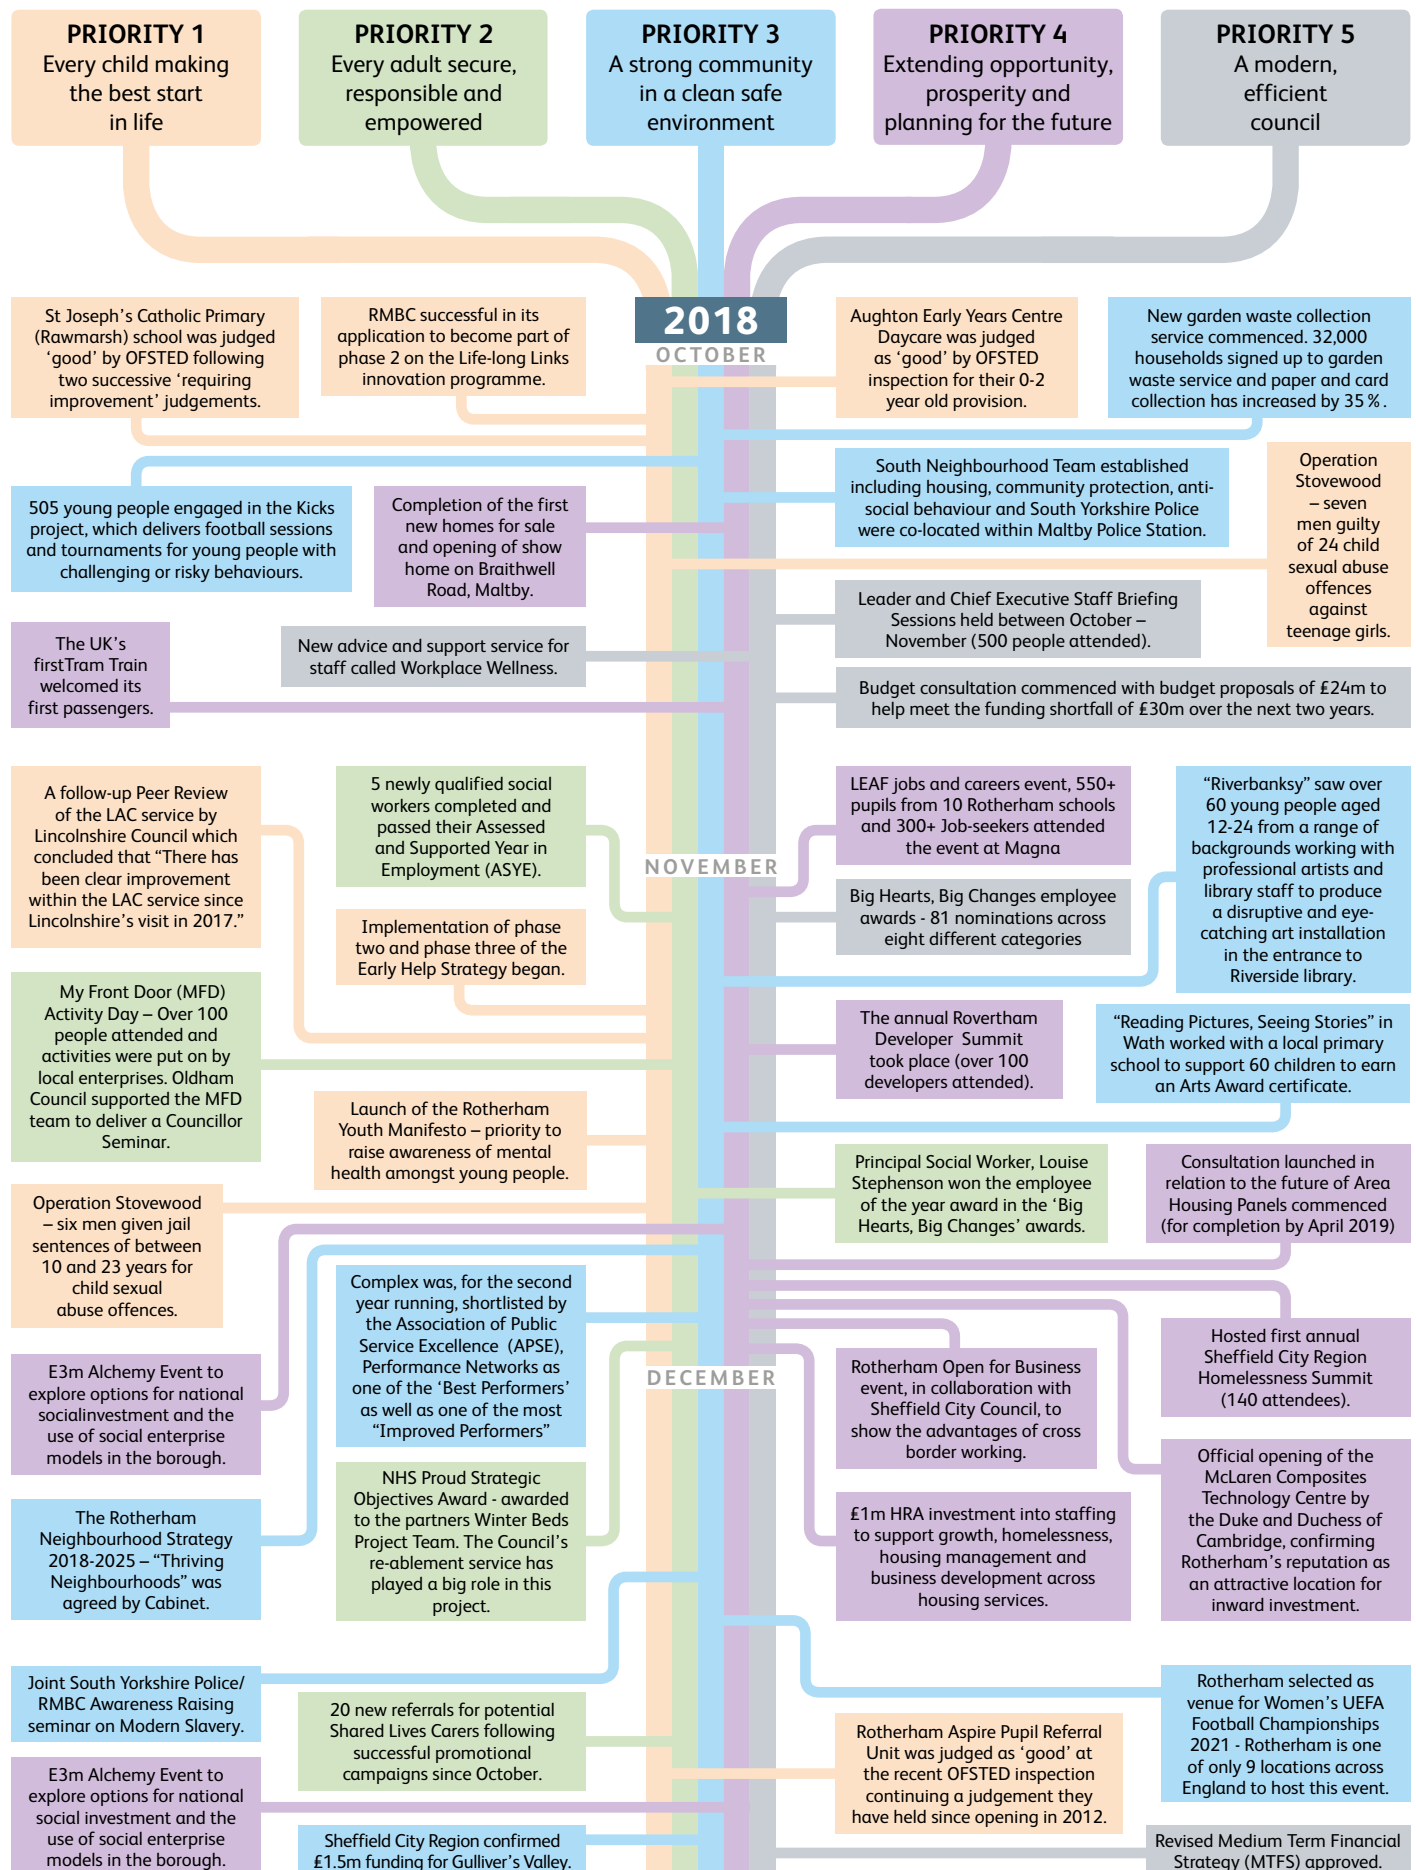 PRIORITY 1
Every child making
the best start
in life
PRIORITY 2
Every adult secure,
responsible and
empowered
PRIORITY 3
A strong community
in a clean safe
environment
PRIORITY 4
Extending opportunity,
prosperity and
planning for the future
PRIORITY 5
A modern,
efficient
council
2018
OCTOBER
St Joseph's Catholic Primary
(Rawmarsh) school was judged
‘good’ by OFSTED following
two successive ‘requiring
improvement’ judgements.
RMBC successful in its
application to become part of
phase 2 on the Life-long Links
innovation programme.
Aughton Early Years Centre
Daycare was judged
as ‘good’ by OFSTED
inspection for their 0-2
year old provision.
New garden waste collection
service commenced. 32,000
households signed up to garden
waste service and paper and card
collection has increased by 35%.
505 young people engaged in the Kicks
project, which delivers football sessions
and tournaments for young people with
challenging or risky behaviours.
Completion of the first
new homes for sale
and opening of show
home on Braithwell
Road, Maltby.
South Neighbourhood Team established
including housing, community protection, anti-
social behaviour and South Yorkshire Police
were co-located within Maltby Police Station.
Operation
Stovewood
– seven
men guilty
of 24 child
sexual abuse
offences
against
teenage girls.
Leader and Chief Executive Staff Briefing
Sessions held between October –
November (500 people attended).
The UK's
firstTram Train
welcomed its
first passengers.
New advice and support service for
staff called Workplace Wellness.
Budget consultation commenced with budget proposals of £24m to
help meet the funding shortfall of £30m over the next two years.
NOVEMBER
A follow-up Peer Review
of the LAC service by
Lincolnshire Council which
concluded that “There has
been clear improvement
within the LAC service since
Lincolnshire's visit in 2017.”
5 newly qualified social
workers completed and
passed their Assessed
and Supported Year in
Employment (ASYE).
LEAF jobs and careers event, 550+
pupils from 10 Rotherham schools
and 300+ Job-seekers attended
the event at Magna
“Riverbanksy” saw over
60 young people aged
12-24 from a range of
backgrounds working with
professional artists and
library staff to produce
a disruptive and eye-
catching art installation
in the entrance to
Riverside library.
Implementation of phase
two and phase three of the
Early Help Strategy began.
Big Hearts, Big Changes employee
awards - 81 nominations across
eight different categories
My Front Door (MFD)
Activity Day – Over 100
people attended and
activities were put on by
local enterprises. Oldham
Council supported the MFD
team to deliver a Councillor
Seminar.
The annual Rovertham
Developer Summit
took place (over 100
developers attended).
“Reading Pictures, Seeing Stories” in
Wath worked with a local primary
school to support 60 children to earn
an Arts Award certificate.
Launch of the Rotherham
Youth Manifesto – priority to
raise awareness of mental
health amongst young people.
Principal Social Worker, Louise
Stephenson won the employee
of the year award in the ‘Big
Hearts, Big Changes’ awards.
Consultation launched in
relation to the future of Area
Housing Panels commenced
(for completion by April 2019)
Operation Stovewood
– six men given jail
sentences of between
10 and 23 years for
child sexual
abuse offences.
Complex was, for the second
year running, shortlisted by
the Association of Public
Service Excellence (APSE),
Performance Networks as
one of the ‘Best Performers’
as well as one of the most
“Improved Performers”
Hosted first annual
Sheffield City Region
Homelessness Summit
(140 attendees).
DECEMBER
E3m Alchemy Event to
explore options for national
socialinvestment and the
use of social enterprise
models in the borough.
Rotherham Open for Business
event, in collaboration with
Sheffield City Council, to
show the advantages of cross
border working.
Official opening of the
McLaren Composites
Technology Centre by
the Duke and Duchess of
Cambridge, confirming
Rotherham's reputation as
an attractive location for
inward investment.
NHS Proud Strategic
Objectives Award - awarded
to the partners Winter Beds
Project Team. The Council's
re-ablement service has
played a big role in this
project.
£1m HRA investment into staffing
to support growth, homelessness,
housing management and
business development across
housing services.
The Rotherham
Neighbourhood Strategy
2018-2025 – “Thriving
Neighbourhoods” was
agreed by Cabinet.
Joint South Yorkshire Police/
RMBC Awareness Raising
seminar on Modern Slavery.
20 new referrals for potential
Shared Lives Carers following
successful promotional
campaigns since October.
Rotherham Aspire Pupil Referral
Unit was judged as ‘good’ at
the recent OFSTED inspection
continuing a judgement they
have held since opening in 2012.
Rotherham selected as
venue for Women's UEFA
Football Championships
2021 - Rotherham is one
of only 9 locations across
England to host this event.
E3m Alchemy Event to
explore options for national
social investment and the
use of social enterprise
models in the borough.
Sheffield City Region confirmed
£1.5m funding for Gulliver's Valley.
Revised Medium Term Financial
Strategy (MTFS) approved.